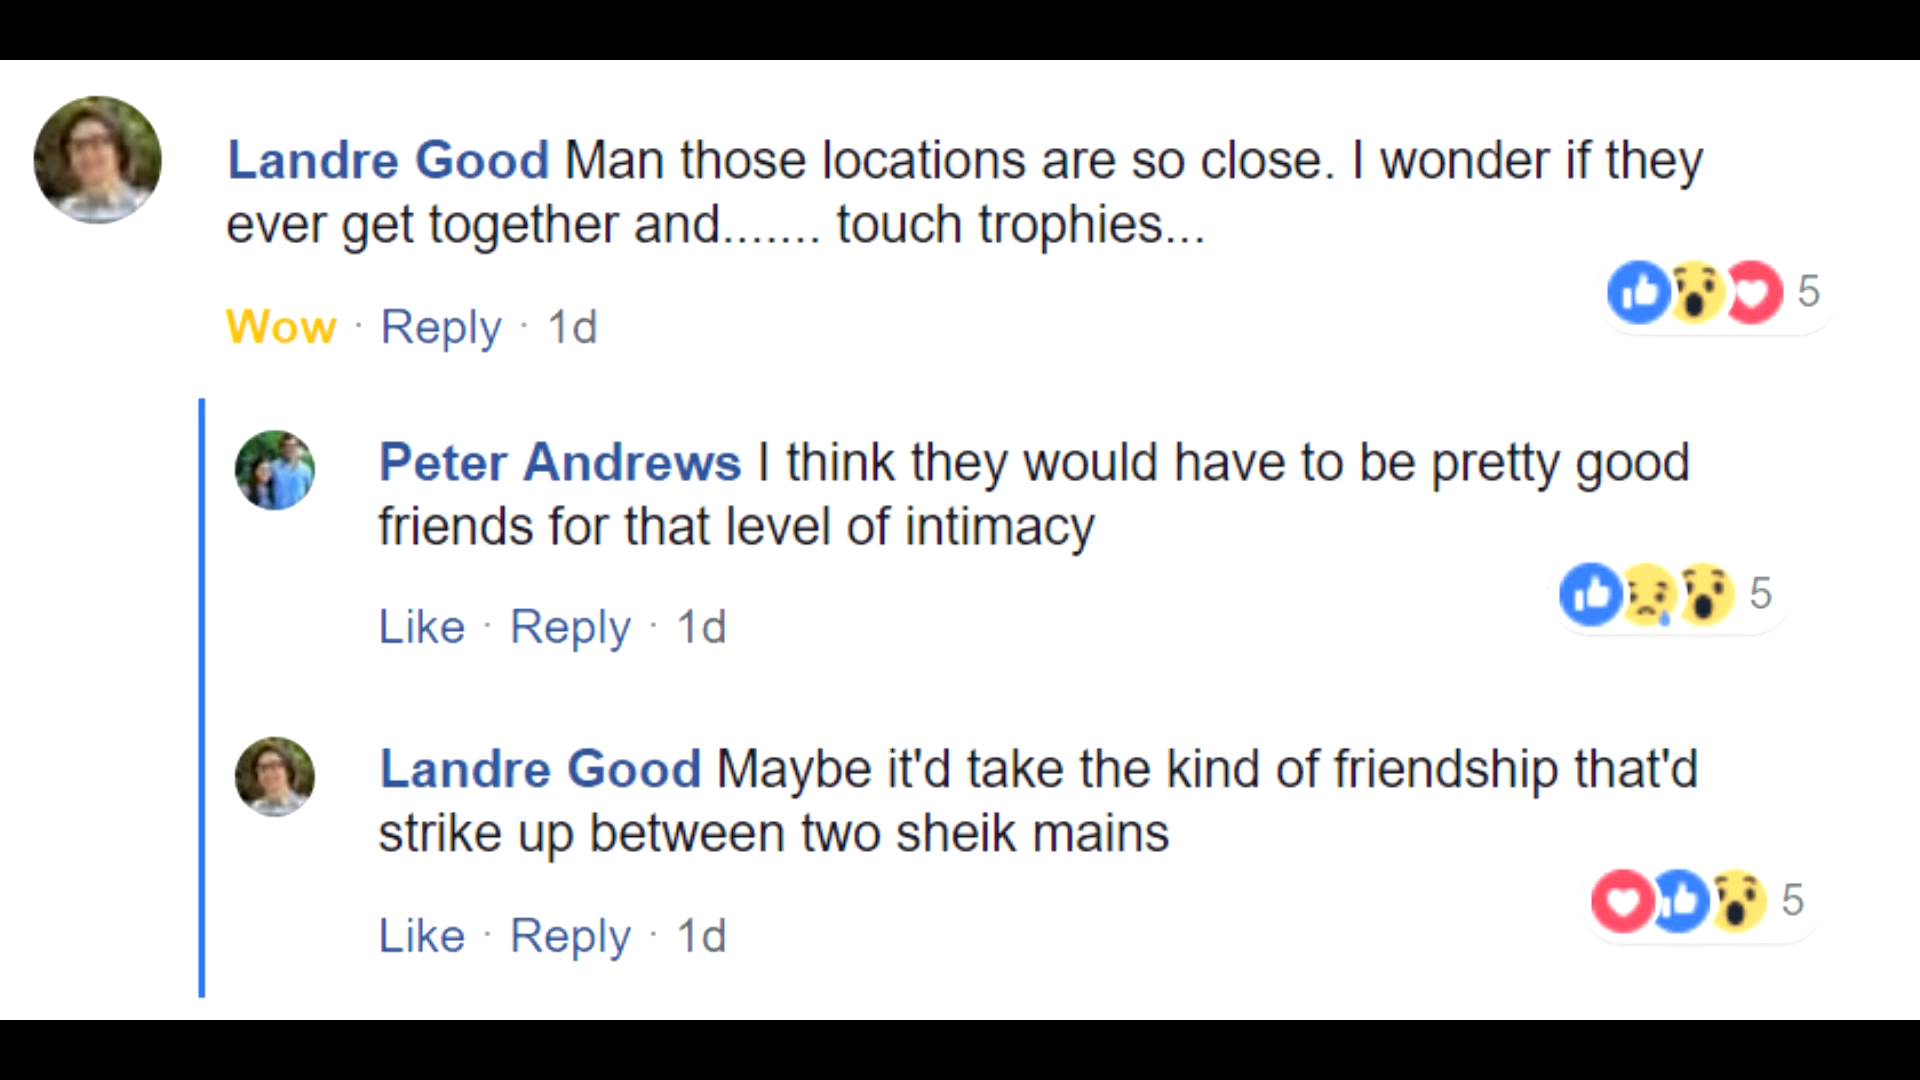 Landre Good Man those locations are so close. I wonder if they
ever get together and....... touch trophies...
5
Wow · Reply · 1d
Peter Andrews I think they would have to be pretty good
friends for that level of intimacy
5
Like · Reply · 1d
Landre Good Maybe it'd take the kind of friendship that'd
strike up between two sheik mains
5
Like · Reply · 1d